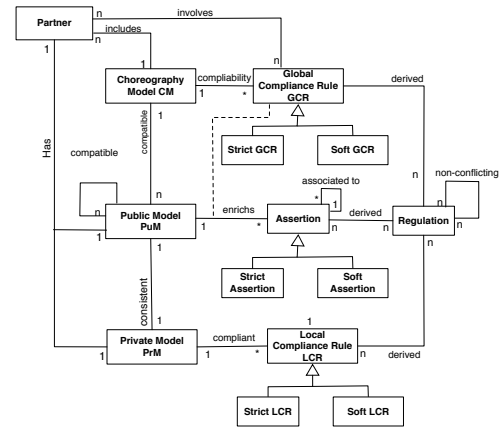 Partner
n involves
n includes
1
1 n
Choreography Model CM
compliability
1 *
Global Compliance Rule GCR
derived
Has
compatible
1
Strict GCR
Soft GCR
compatible
n
associated to
* 1
non-conflicting
n
n
n
Public Model PuM
1
1
enrichs
*
Assertion
n
derived
n
Regulation
n
n
1
Strict Assertion
Soft Assertion
consistent
1
1
Private Model PrM
1
compliant
*
1
Local Compliance Rule LCR
n
derived
Strict LCR
Soft LCR